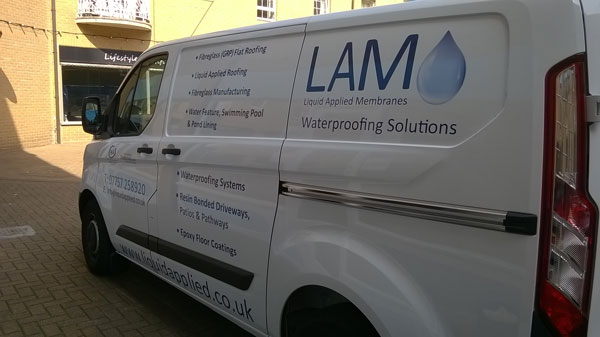 Lifestyle
• Fibreglass (GRP) Flat Roofing
• Liquid Applied Roofing
• Fibreglass Manufacturing
• Water Feature, Swimming Pool
& Pond Lining
LAM
Liquid Applied Membranes
Waterproofing Solutions
• Waterproofing Systems
• Resin Bonded Driveways,
Patios & Pathways
• Epoxy Floor Coatings
07757 258920
www.liquidapplied.co.uk